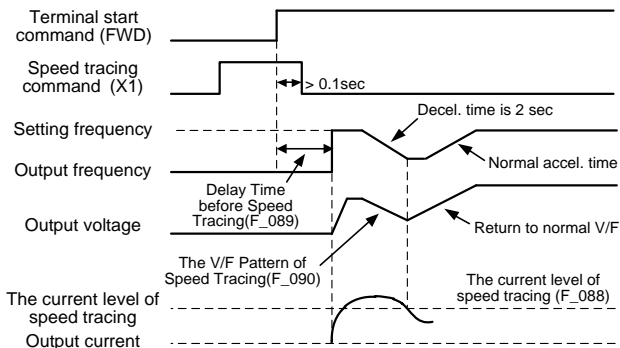 Terminal start
command (FWD)
Speed tracing
command (X1)
> 0.1sec
Decel. time is 2 sec
Setting frequency
Normal accel. time
Output frequency
Delay Time
before Speed
Tracing(F_089)
Output voltage
Return to normal V/F
The V/F Pattern of
Speed Tracing(F_090)
The current level of
speed tracing (F_088)
The current level of
speed tracing
Output current